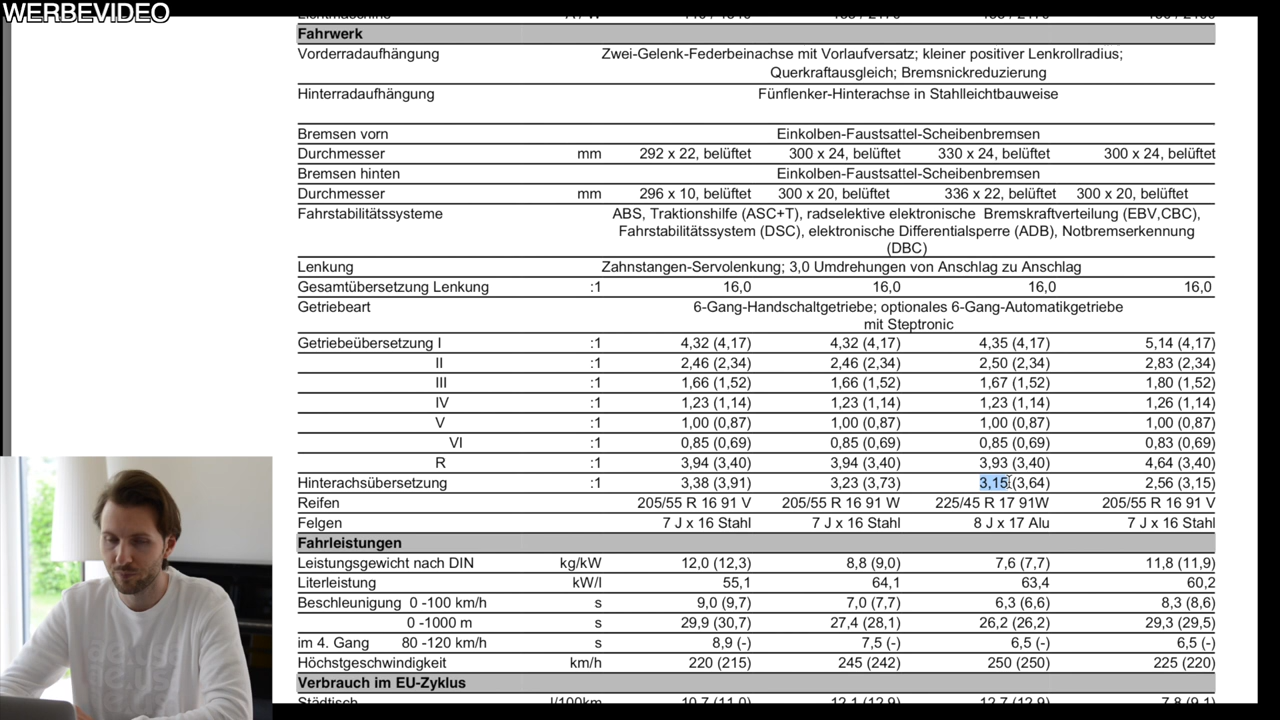 WERBEVIDEO
Fahrwerk
Vorderradaufhängung Zwei-Gelenk-Federbeinachse mit Vorlaufversatz; kleiner positiver Lenkrollradius;
Querkraftausgleich; Bremsnickreduzierung
Hinterradaufhängung Fünflenker-Hinterachse in Stahlleichtbauweise
Bremsen vorn Einkolben-Faustsattel-Scheibenbremsen
Durchmesser mm 292 x 22, belüftet 300 x 24, belüftet 330 x 24, belüftet 300 x 24, belüftet
Bremsen hinten Einkolben-Faustsattel-Scheibenbremsen
Durchmesser mm 296 x 10, belüftet 300 x 20, belüftet 336 x 22, belüftet 300 x 20, belüftet
Fahrstabilitätssysteme ABS, Traktionshilfe (ASC+T), radselektive elektronische Bremskraftverteilung (EBV,CBC),
Fahrstabilitätssystem (DSC), elektronische Differentialsperre (ADB), Notbremserkennung
(DBC)
Lenkung Zahnstangen-Servolenkung; 3,0 Umdrehungen von Anschlag zu Anschlag
Gesamtübersetzung Lenkung :1 16,0 16,0 16,0 16,0
Getriebeart 6-Gang-Handschaltgetriebe; optionales 6-Gang-Automatikgetriebe
mit Steptronic
Getriebeübersetzung I :1 4,32 (4,17) 4,32 (4,17) 4,35 (4,17) 5,14 (4,17)
II :1 2,46 (2,34) 2,46 (2,34) 2,50 (2,34) 2,83 (2,34)
III :1 1,66 (1,52) 1,66 (1,52) 1,67 (1,52) 1,80 (1,52)
IV :1 1,23 (1,14) 1,23 (1,14) 1,23 (1,14) 1,26 (1,14)
V :1 1,00 (0,87) 1,00 (0,87) 1,00 (0,87) 1,00 (0,87)
VI :1 0,85 (0,69) 0,85 (0,69) 0,85 (0,69) 0,83 (0,69)
R :1 3,94 (3,40) 3,94 (3,40) 3,93 (3,40) 4,64 (3,40)
Hinterachsübersetzung :1 3,38 (3,91) 3,23 (3,73) 3,15 (3,64) 2,56 (3,15)
Reifen 205/55 R 16 91 V 205/55 R 16 91 W 225/45 R 17 91W 205/55 R 16 91 V
Felgen 7 J x 16 Stahl 7 J x 16 Stahl 8 J x 17 Alu 7 J x 16 Stahl
Fahrleistungen
Leistungsgewicht nach DIN kg/kW 12,0 (12,3) 8,8 (9,0) 7,6 (7,7) 11,8 (11,9)
Literleistung kW/l 55,1 64,1 63,4 60,2
Beschleunigung 0 -100 km/h s 9,0 (9,7) 7,0 (7,7) 6,3 (6,6) 8,3 (8,6)
0 -1000 m s 29,9 (30,7) 27,4 (28,1) 26,2 (26,2) 29,3 (29,5)
im 4. Gang 80 -120 km/h s 8,9 (-) 7,5 (-) 6,5 (-) 6,5 (-)
Höchstgeschwindigkeit km/h 220 (215) 245 (242) 250 (250) 225 (220)
Verbrauch im EU-Zyklus
Städtisch l/100km 10,7 (11,0) 12,1 (12,9) 12,7 (12,9) 7,8 (9,1)